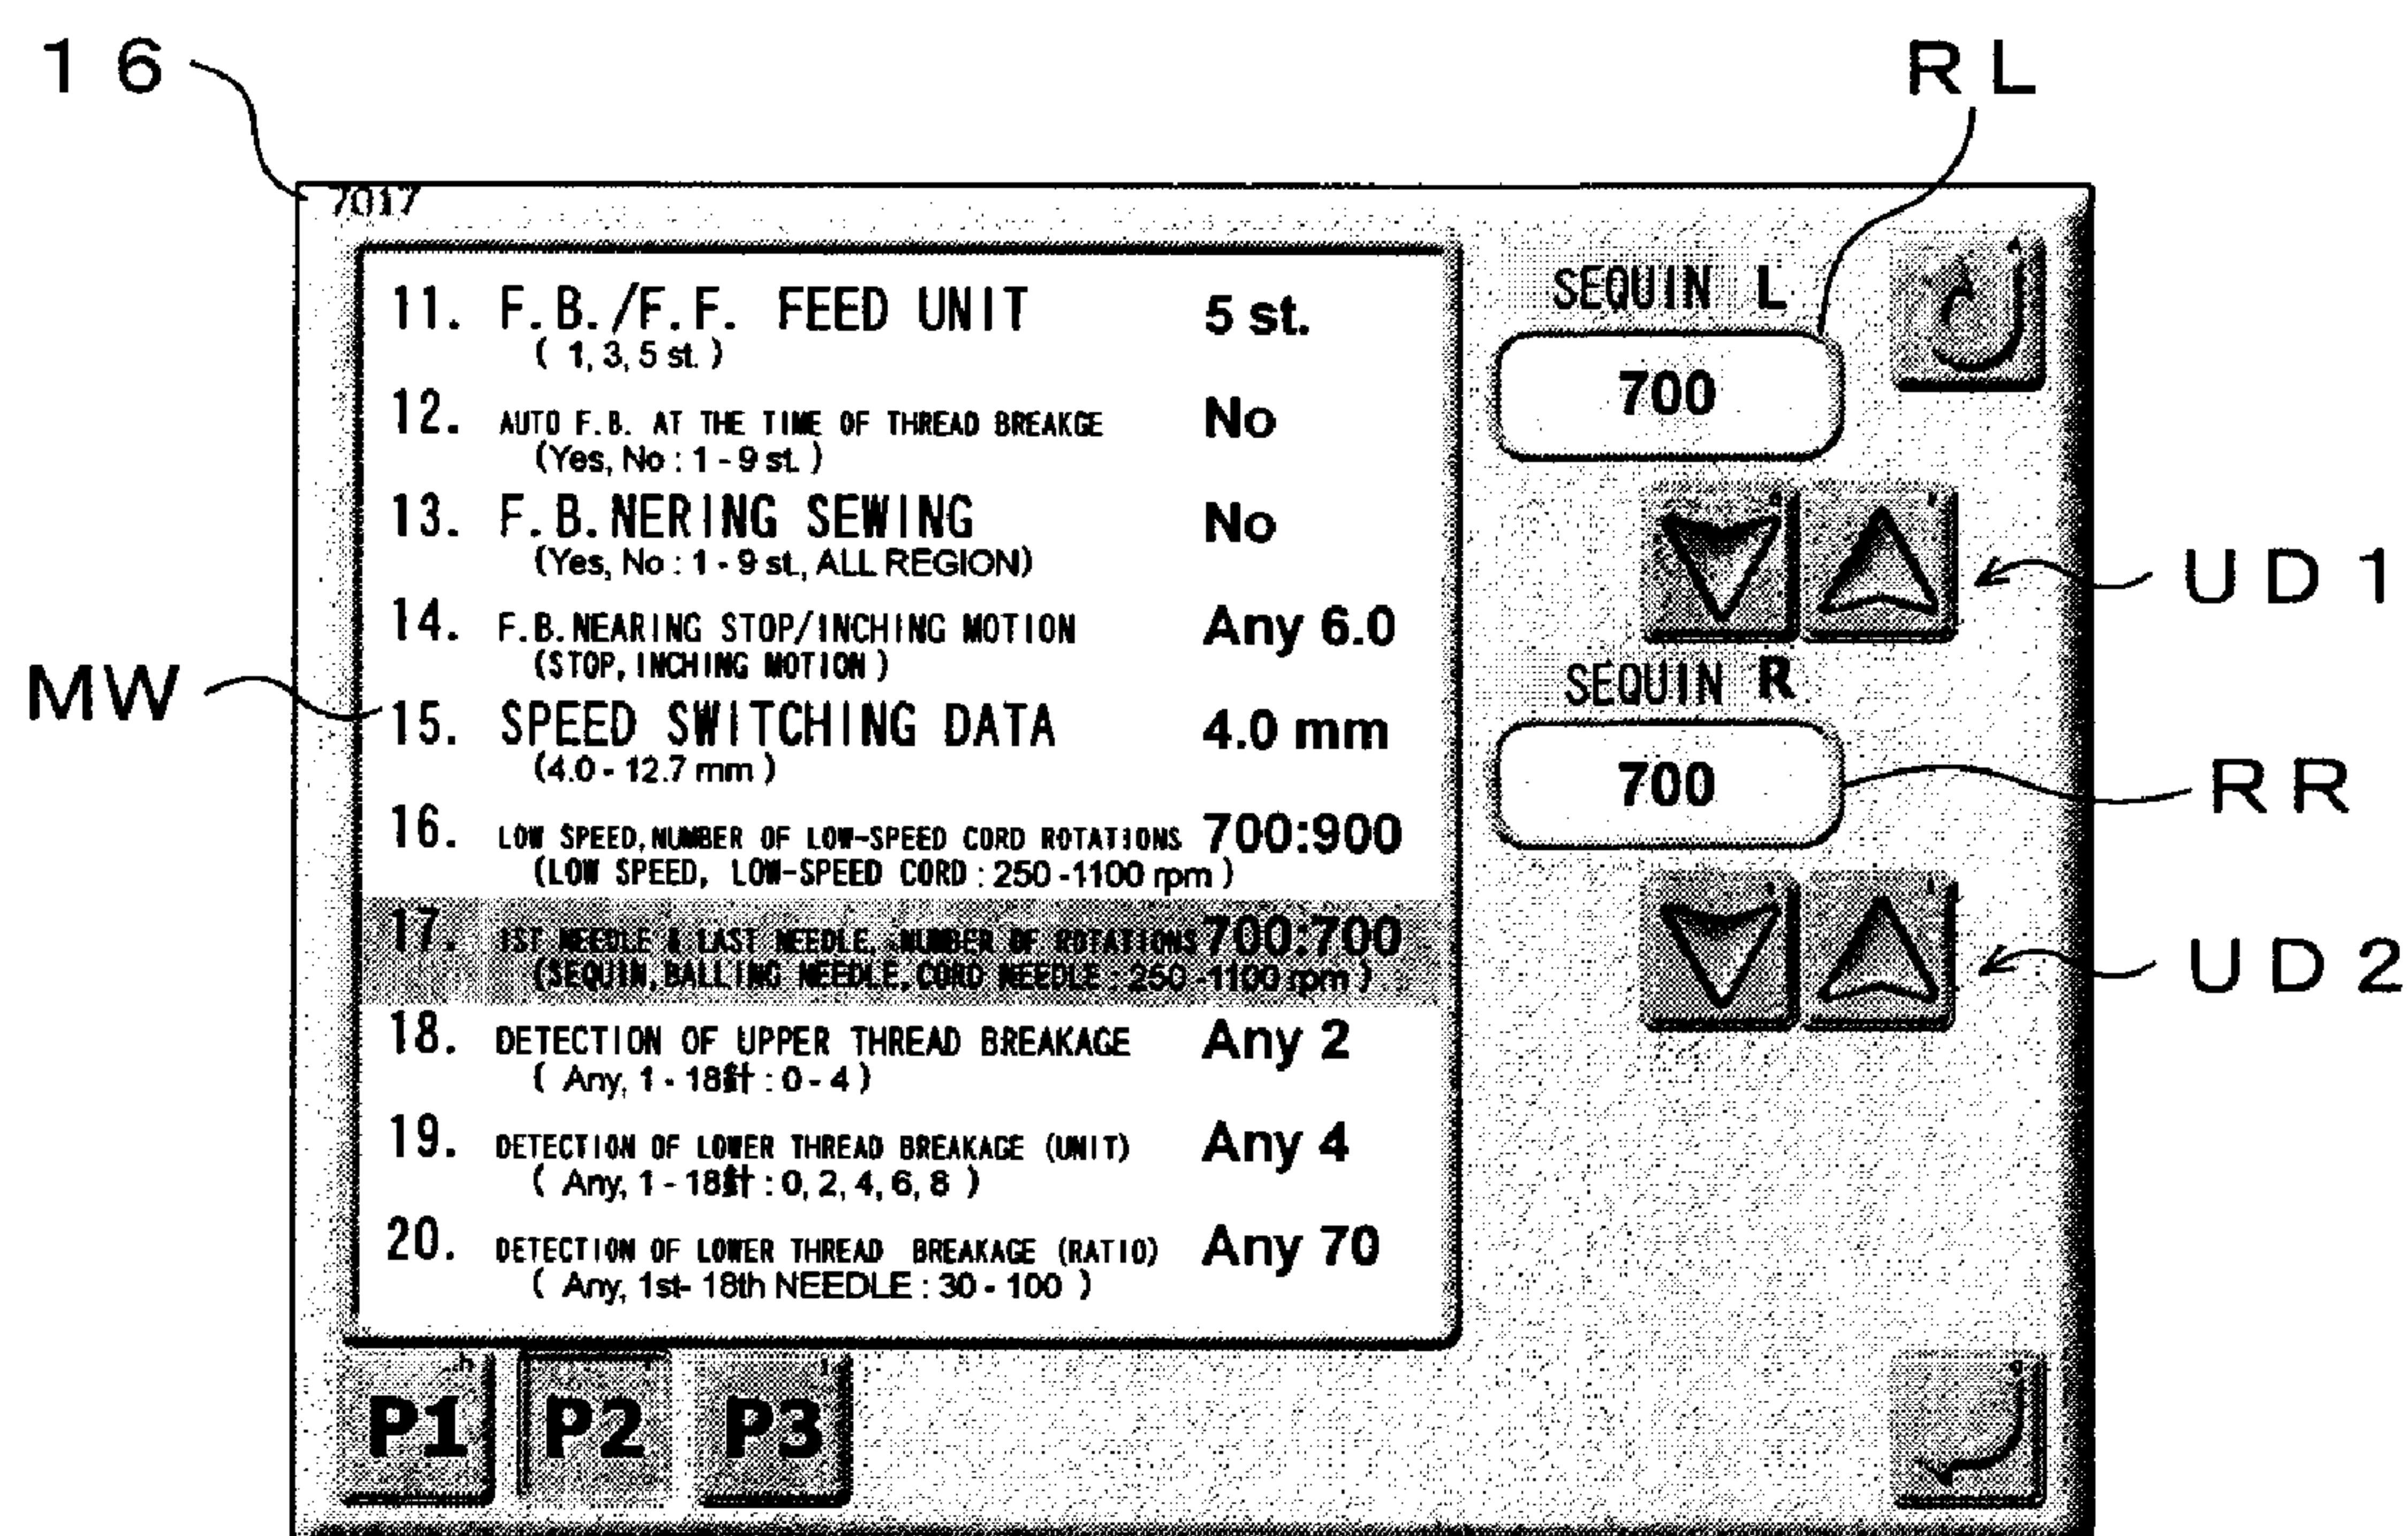 16
RL
7017
11. F.B./F.F. FEED UNIT 5 st.
( 1, 3, 5 st. )
12. AUTO F.B. AT THE TIME OF THREAD BREAKGE No
(Yes, No : 1 - 9 st. )
13. F.B.NERING SEWING No
(Yes, No : 1 - 9 st., ALL REGION)
14. F.B.NEARING STOP/INCHING MOTION Any 6.0
(STOP, INCHING MOTION )
MW
15. SPEED SWITCHING DATA 4.0 mm
(4.0 - 12.7 mm )
16. LOW SPEED, NUMBER OF LOW-SPEED CORD ROTATIONS 700:900
(LOW SPEED, LOW-SPEED CORD : 250 -1100 rpm )
17. 1ST NEEDLE & LAST NEEDLE, NUMBER OF ROTATIONS 700:700
(SEQUIN, BALLING NEEDLE, CORD NEEDLE : 250 -1100 rpm )
18. DETECTION OF UPPER THREAD BREAKAGE Any 2
( Any, 1 - 18針 : 0 - 4 )
19. DETECTION OF LOWER THREAD BREAKAGE (UNIT) Any 4
( Any, 1 - 18針 : 0, 2, 4, 6, 8 )
20. DETECTION OF LOWER THREAD BREAKAGE (RATIO) Any 70
( Any, 1st- 18th NEEDLE : 30 - 100 )
SEQUIN L
700
UD1
SEQUIN R
700
RR
UD2
P1 P2 P3